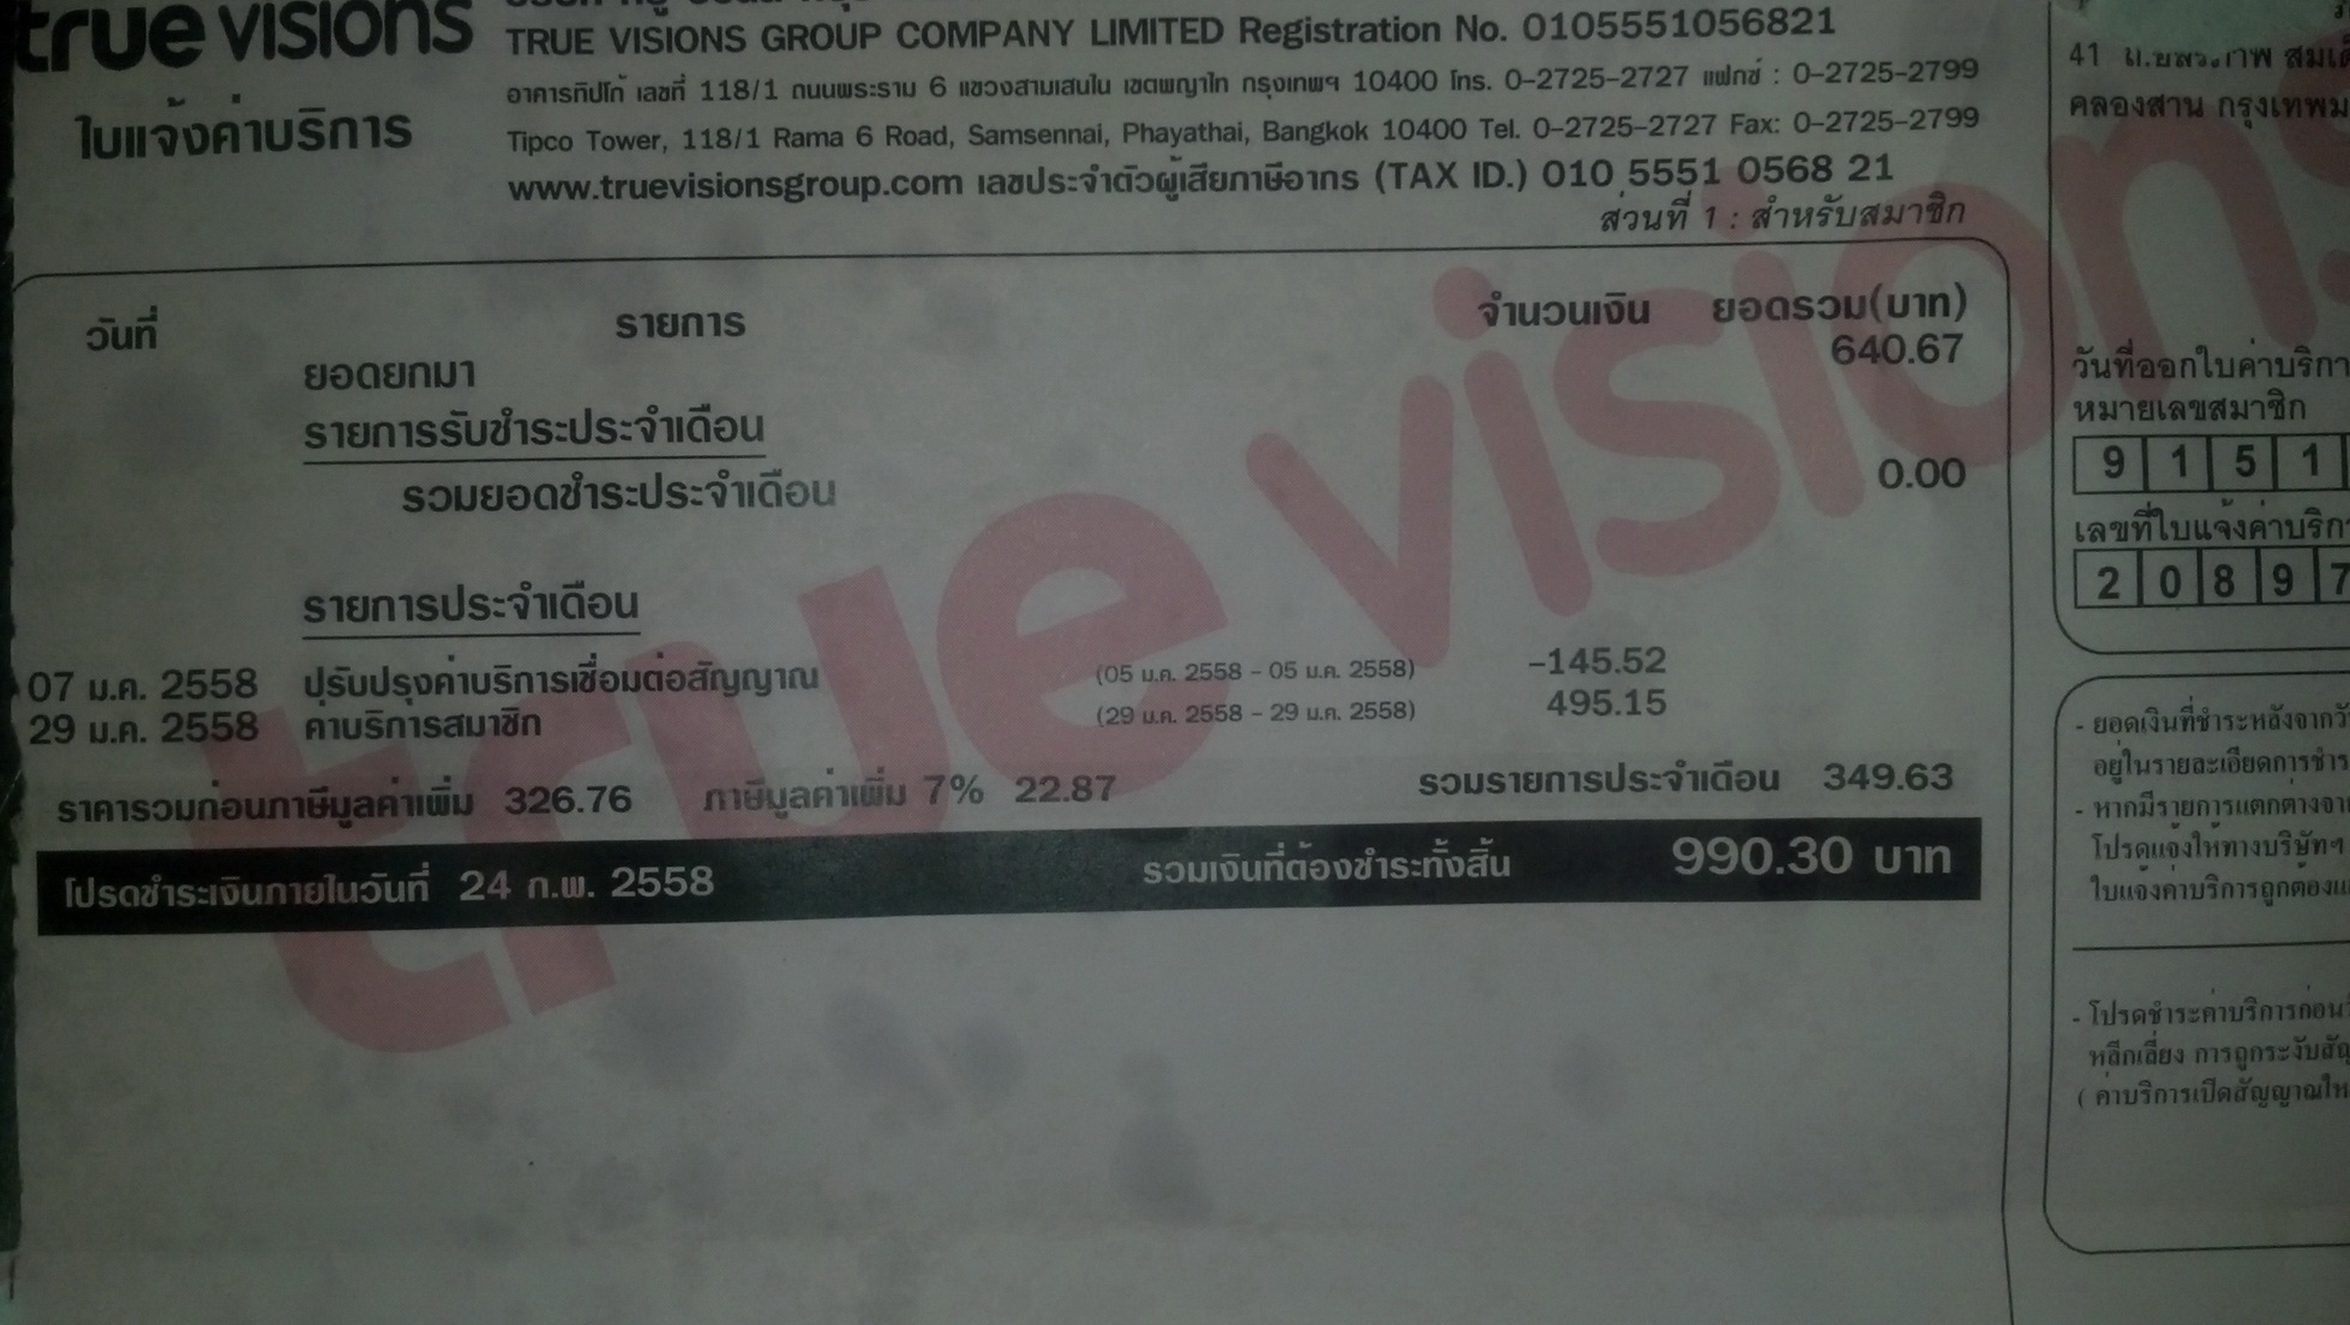 true visions
ใบแจ้งค่าบริการ
TRUE VISIONS GROUP COMPANY LIMITED Registration No. 0105551056821
อาคารทิปโก้ เลขที่ 118/1 ถนนพระราม 6 แขวงสามเสนใน เขตพญาไท กรุงเทพฯ 10400 โทร. 0-2725-2727 แฟกซ์ : 0-2725-2799
Tipco Tower, 118/1 Rama 6 Road, Samsennai, Phayathai, Bangkok 10400 Tel. 0-2725-2727 Fax: 0-2725-2799
www.truevisionsgroup.com เลขประจำตัวผู้เสียภาษีอากร (TAX ID.) 010 5551 0568 21
ส่วนที่ 1 : สำหรับสมาชิก
วันที่ รายการ จำนวนเงิน ยอดรวม(บาท)
ยอดยกมา 640.67
รายการรับชำระประจำเดือน
รวมยอดชำระประจำเดือน 0.00
รายการประจำเดือน
07 ม.ค. 2558 ปรับปรุงค่าบริการเชื่อมต่อสัญญาณ (05 ม.ค. 2558 - 05 ม.ค. 2558) -145.52
29 ม.ค. 2558 ค่าบริการสมาชิก (29 ม.ค. 2558 - 29 ม.ค. 2558) 495.15
ราคารวมก่อนภาษีมูลค่าเพิ่ม 326.76 ภาษีมูลค่าเพิ่ม 7% 22.87 รวมรายการประจำเดือน 349.63
โปรดชำระเงินภายในวันที่ 24 ก.พ. 2558 รวมเงินที่ต้องชำระทั้งสิ้น 990.30 บาท
true visions
41
คลองสาน กรุงเทพม
วันที่ออกใบค่าบริกา
หมายเลขสมาชิก
9 1 5 1
เลขที่ใบแจ้งค่าบริก
2 0 8 9 7
- ยอดเงินที่ชำระหลังจากวั
อยู่ในรายละเอียดการชำร
- หากมีรายการแตกต่างจา
โปรดแจ้งให้ทางบริษัทฯ
ใบแจ้งค่าบริการถูกต้องแ
- โปรดชำระค่าบริการก่อน
หลีกเลี่ยง การถูกระงับสัญ
( ค่าบริการเปิดสัญญาณให